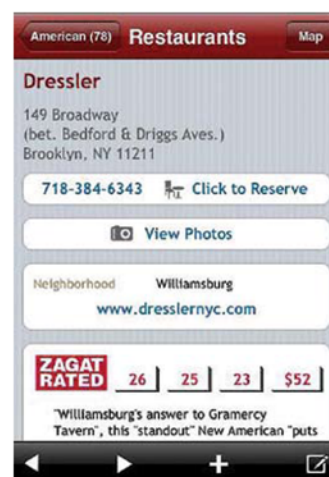 American (78) Restaurants Map
Dressler
149 Broadway
(bet. Bedford & Driggs Aves.)
Brooklyn, NY 11211
718-384-6343 Click to Reserve
View Photos
Neighborhood Williamsburg
www.dresslernyc.com
ZAGAT
RATED 26 25 23 $52
"Williamsburg's answer to Gramercy
Tavern", this "standout" New American "puts